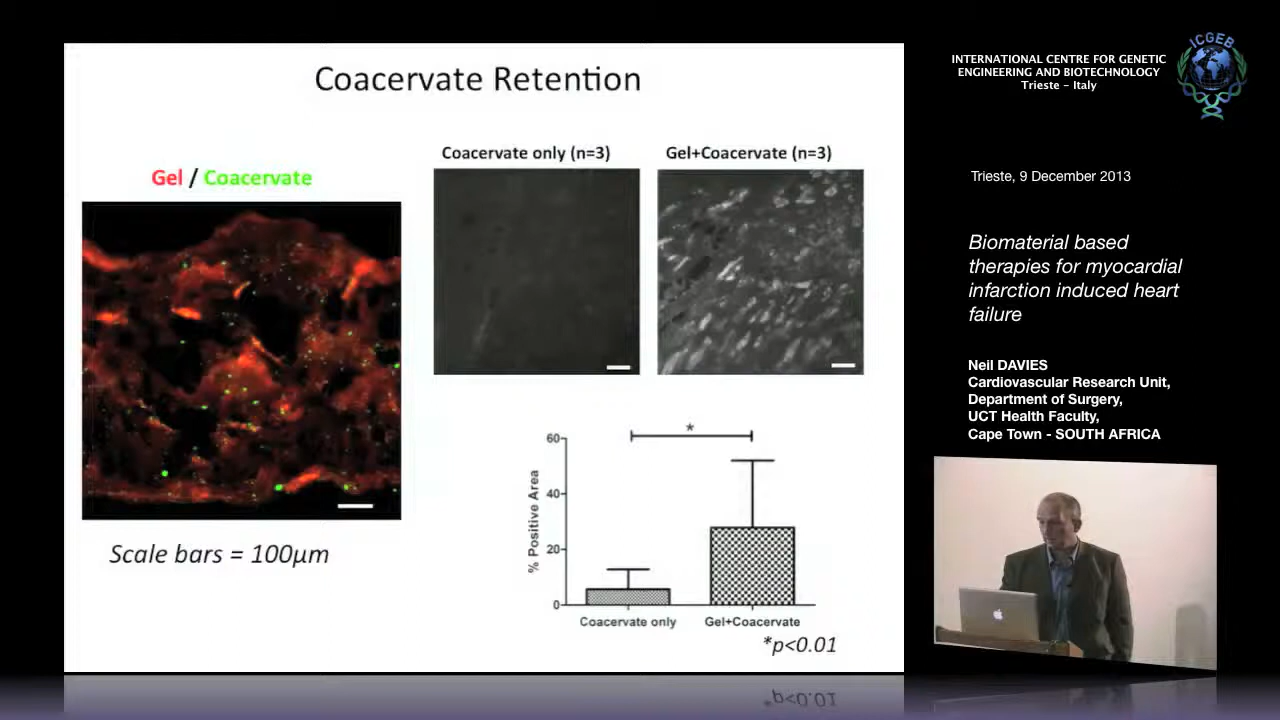 Coacervate Retention
Gel / Coacervate
Scale bars = 100μm
Coacervate only (n=3)
Gel+Coacervate (n=3)
*
60
40
20
0
% Positive Area
Coacervate only
Gel+Coacervate
*p<0.01
INTERNATIONAL CENTRE FOR GENETIC
ENGINEERING AND BIOTECHNOLOGY
Trieste - Italy
ICGEB
Trieste, 9 December 2013
Biomaterial based
therapies for myocardial
infarction induced heart
failure
Neil DAVIES
Cardiovascular Research Unit,
Department of Surgery,
UCT Health Faculty,
Cape Town - SOUTH AFRICA